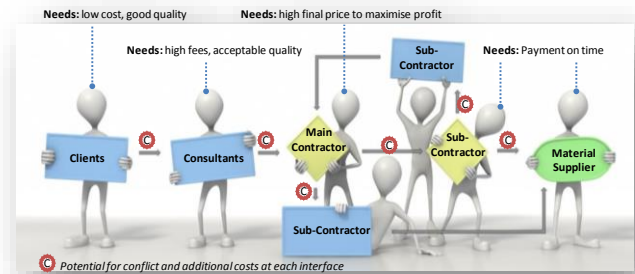 Needs: low cost, good quality
Needs: high final price to maximise profit
Needs: high fees, acceptable quality
Sub-
Contractor
Needs: Payment on time
C
C
Main
Contractor
C
C
Sub-
Contractor
C
Clients
Consultants
Material
Supplier
C
Sub-Contractor
C Potential for conflict and additional costs at each interface